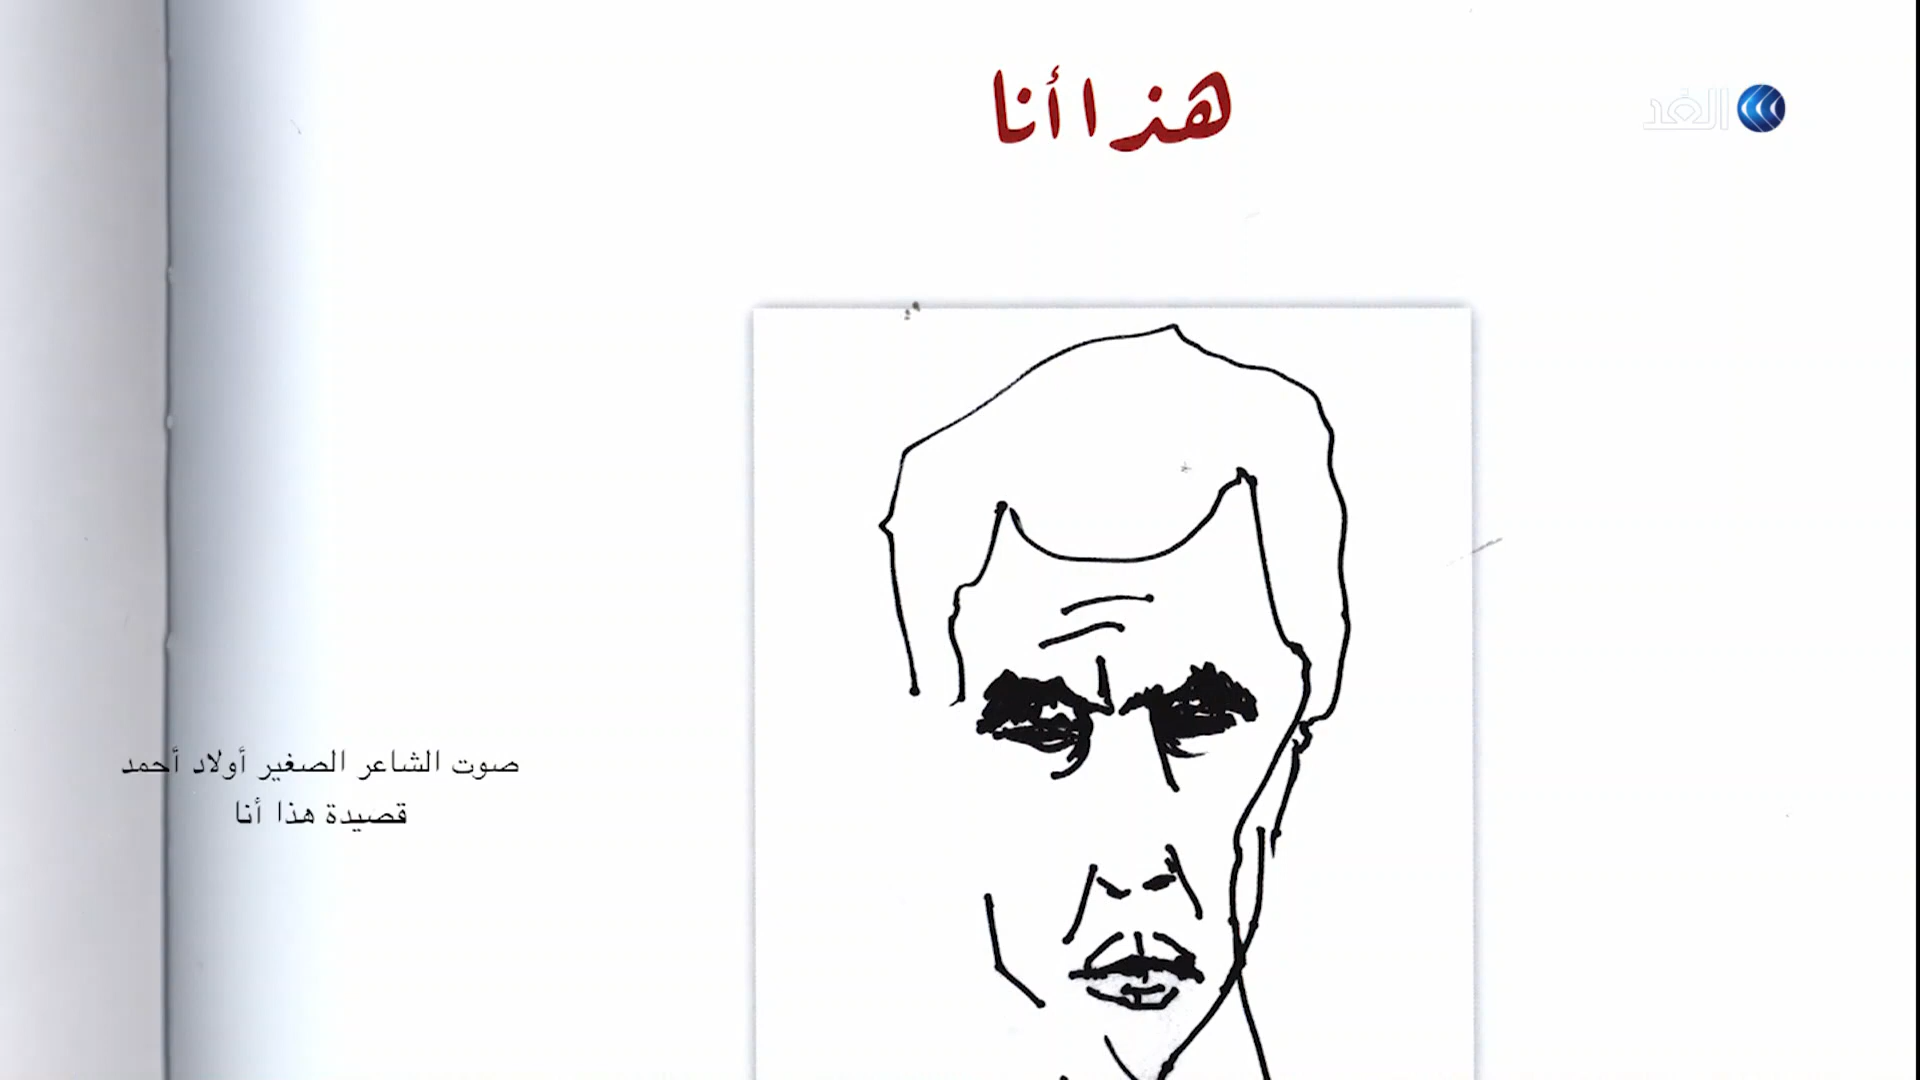 هذا أنا
الغد
صوت الشاعر الصغير أولاد أحمد
قصيدة هذا أنا